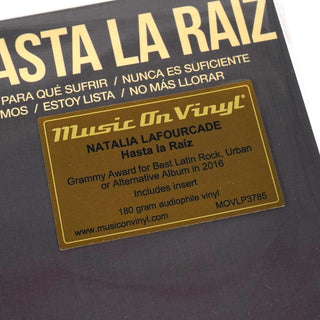 ASTA LA RAÍZ
PARA QUÉ SUFRIR / NUNCA ES SUFICIENTE
MOS / ESTOY LISTA / NO MÁS LLORAR
Music On Vinyl®
NATALIA LAFOURCADE
Hasta la Raíz
Grammy Award for Best Latin Rock, Urban
or Alternative Album in 2016
Includes insert
180 gram audiophile vinyl
www.musiconvinyl.com MOVLP3785